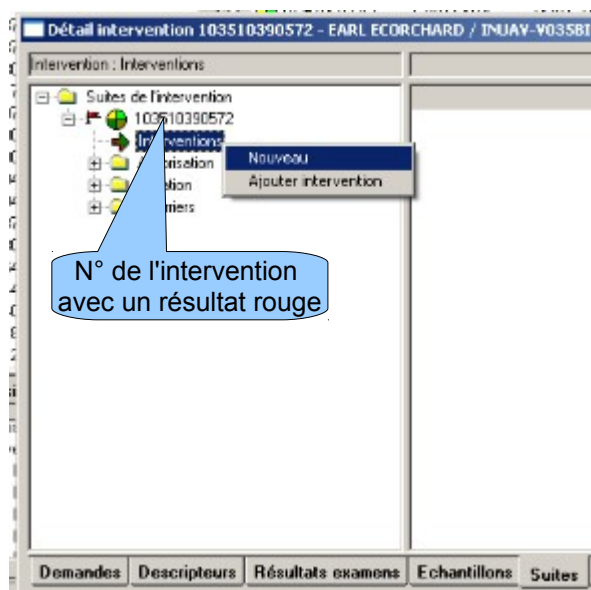 Détail intervention 103510390572 - EARL ECORCHARD / INUAV-V035BI
Intervention : Interventions
Suites de l'intervention
103510390572
Interventions
Nouveau
Ajouter intervention
N° de l'intervention
avec un résultat rouge
Demandes Descripteurs Résultats examens Echantillons Suites